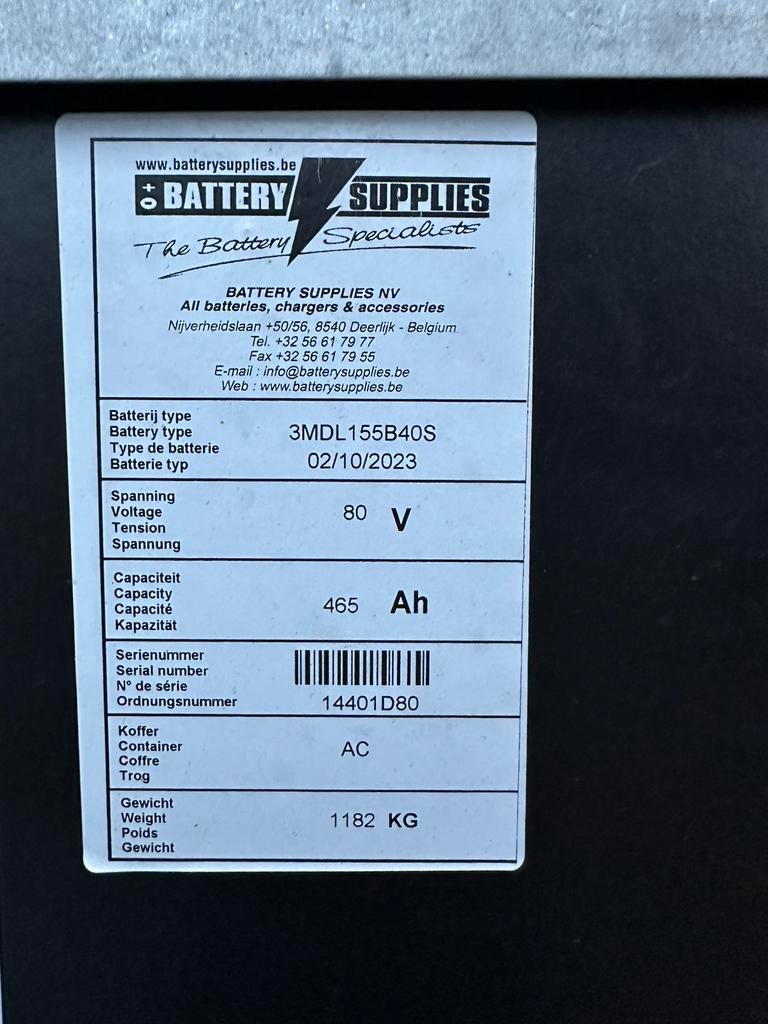 www.batterysupplies.be
BATTERY SUPPLIES
The Battery Specialists
BATTERY SUPPLIES NV
All batteries, chargers & accessories
Nijverheidslaan +50/56, 8540 Deerlijk - Belgium
Tel. +32 56 61 79 77
Fax +32 56 61 79 55
E-mail : info@batterysupplies.be
Web : www.batterysupplies.be
Batterij type
Battery type
Type de batterie
Batterie typ
3MDL155B40S
02/10/2023
Spanning
Voltage
Tension
Spannung
80 V
Capaciteit
Capacity
Capacité
Kapazität
465 Ah
Serienummer
Serial number
N° de série
Ordnungsnummer
14401D80
Koffer
Container
Coffre
Trog
AC
Gewicht
Weight
Poids
Gewicht
1182 KG